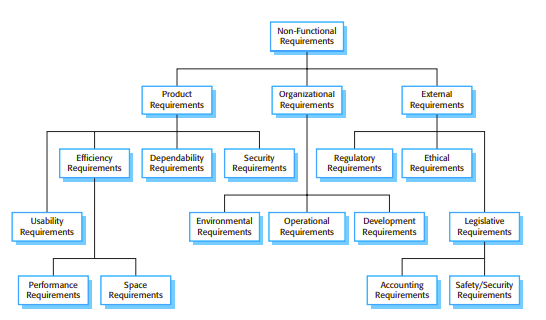 Non-Functional
Requirements
Product
Requirements
Organizational
Requirements
External
Requirements
Efficiency
Requirements
Dependability
Requirements
Security
Requirements
Regulatory
Requirements
Ethical
Requirements
Usability
Requirements
Environmental
Requirements
Operational
Requirements
Development
Requirements
Legislative
Requirements
Performance
Requirements
Space
Requirements
Accounting
Requirements
Safety/Security
Requirements